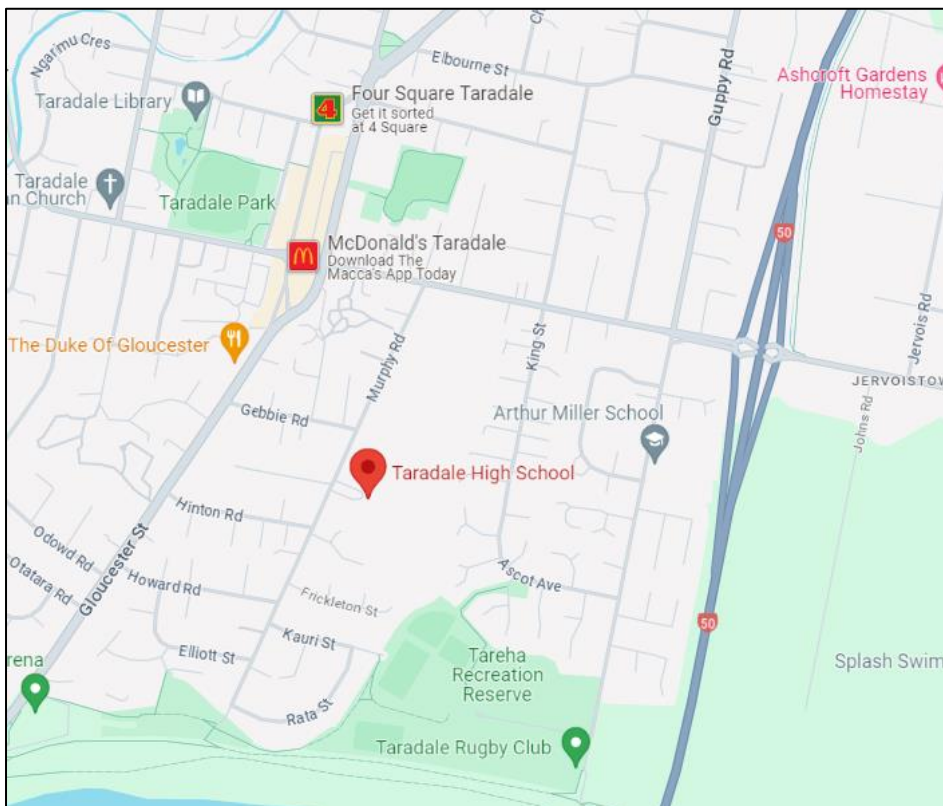 Ngarimu Cres
Elbourne St
Guppy Rd
Ashcroft Gardens
Homestay
Taradale Library
4
Four Square Taradale
Get it sorted
at 4 Square
Taradale
an Church
Taradale Park
50
McDonald's Taradale
Download The
Macca's App Today
The Duke Of Gloucester
Murphy Rd
King St
Jervois Rd
JERVOISTOW
Johns Rd
Gebbie Rd
Arthur Miller School
Taradale High School
Hinton Rd
Odowd Rd
Otatara Rd
Gloucester St
Howard Rd
Frickleton St
Ascot Ave
Kauri St
50
Elliott St
Tareha
Recreation
Reserve
Splash Swim
rena
Rata St
Taradale Rugby Club